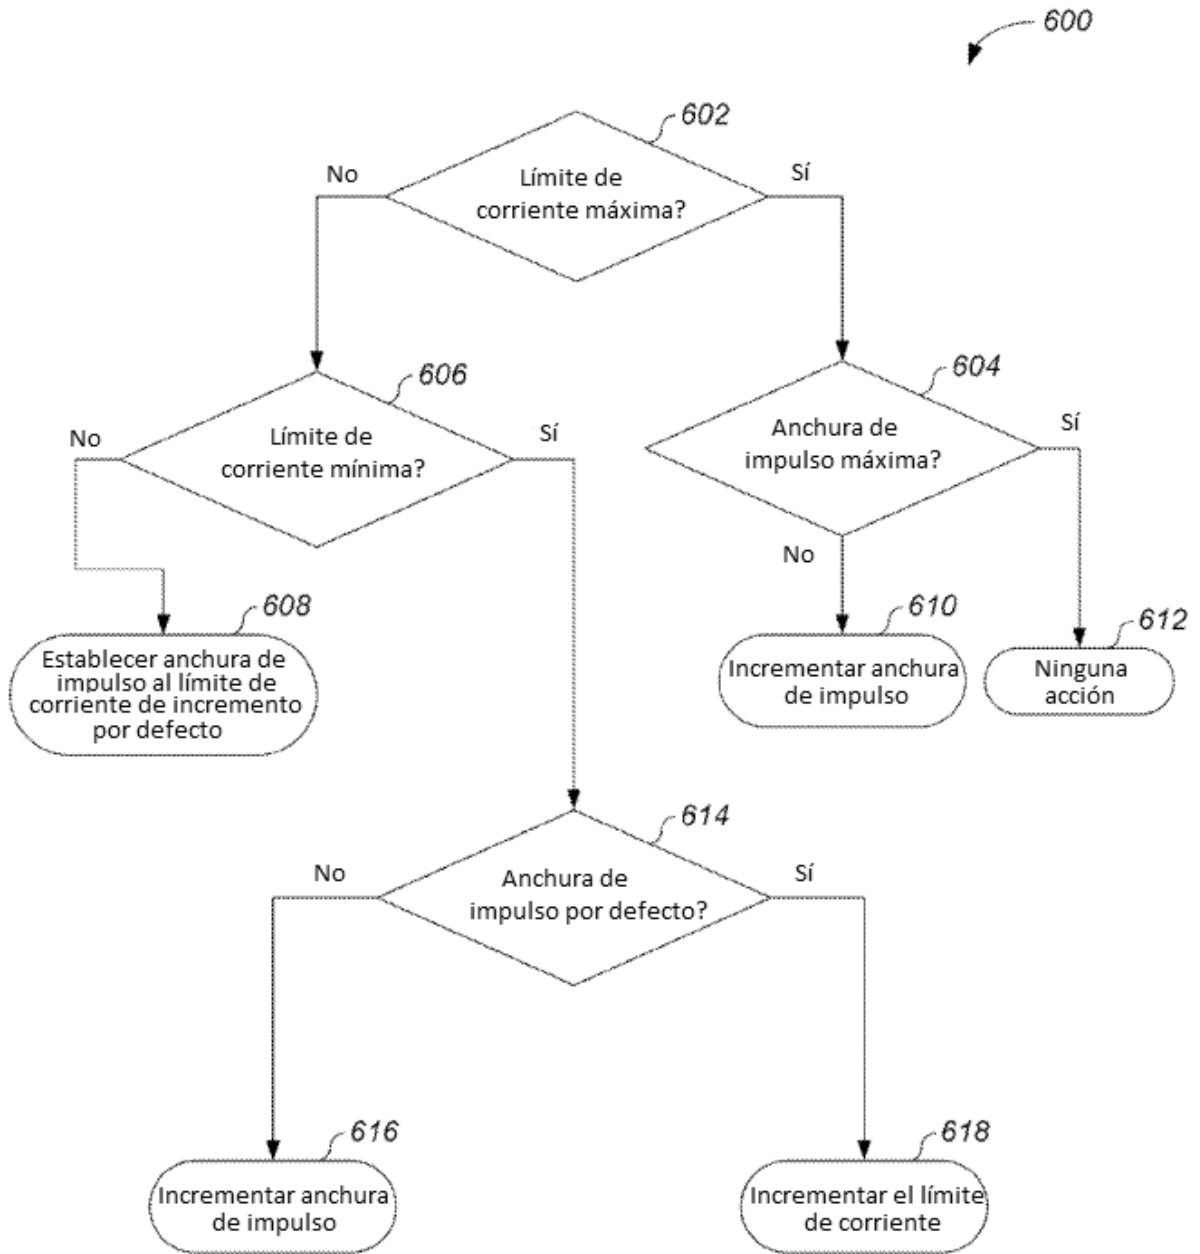 600
602
No
Sí
Límite de
corriente máxima?
606
604
No
Límite de
corriente mínima?
Sí
Anchura de
impulso máxima?
Sí
No
608
610
612
Establecer anchura de
impulso al límite de
corriente de incremento
por defecto
Incrementar anchura
de impulso
Ninguna
acción
614
No
Anchura de
impulso por defecto?
Sí
616
618
Incrementar anchura
de impulso
Incrementar el límite
de corriente